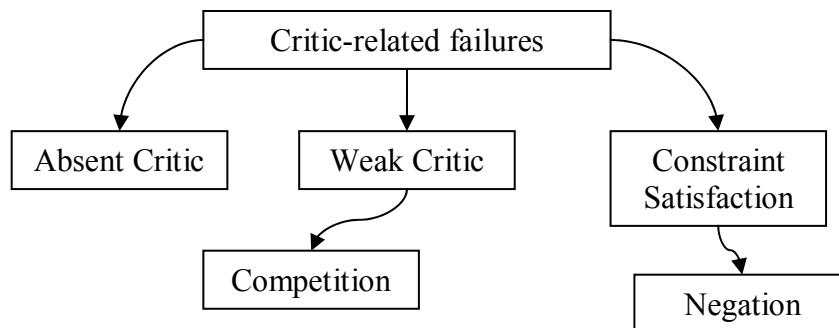 Critic-related failures
Absent Critic
Weak Critic
Constraint
Satisfaction
Competition
Negation